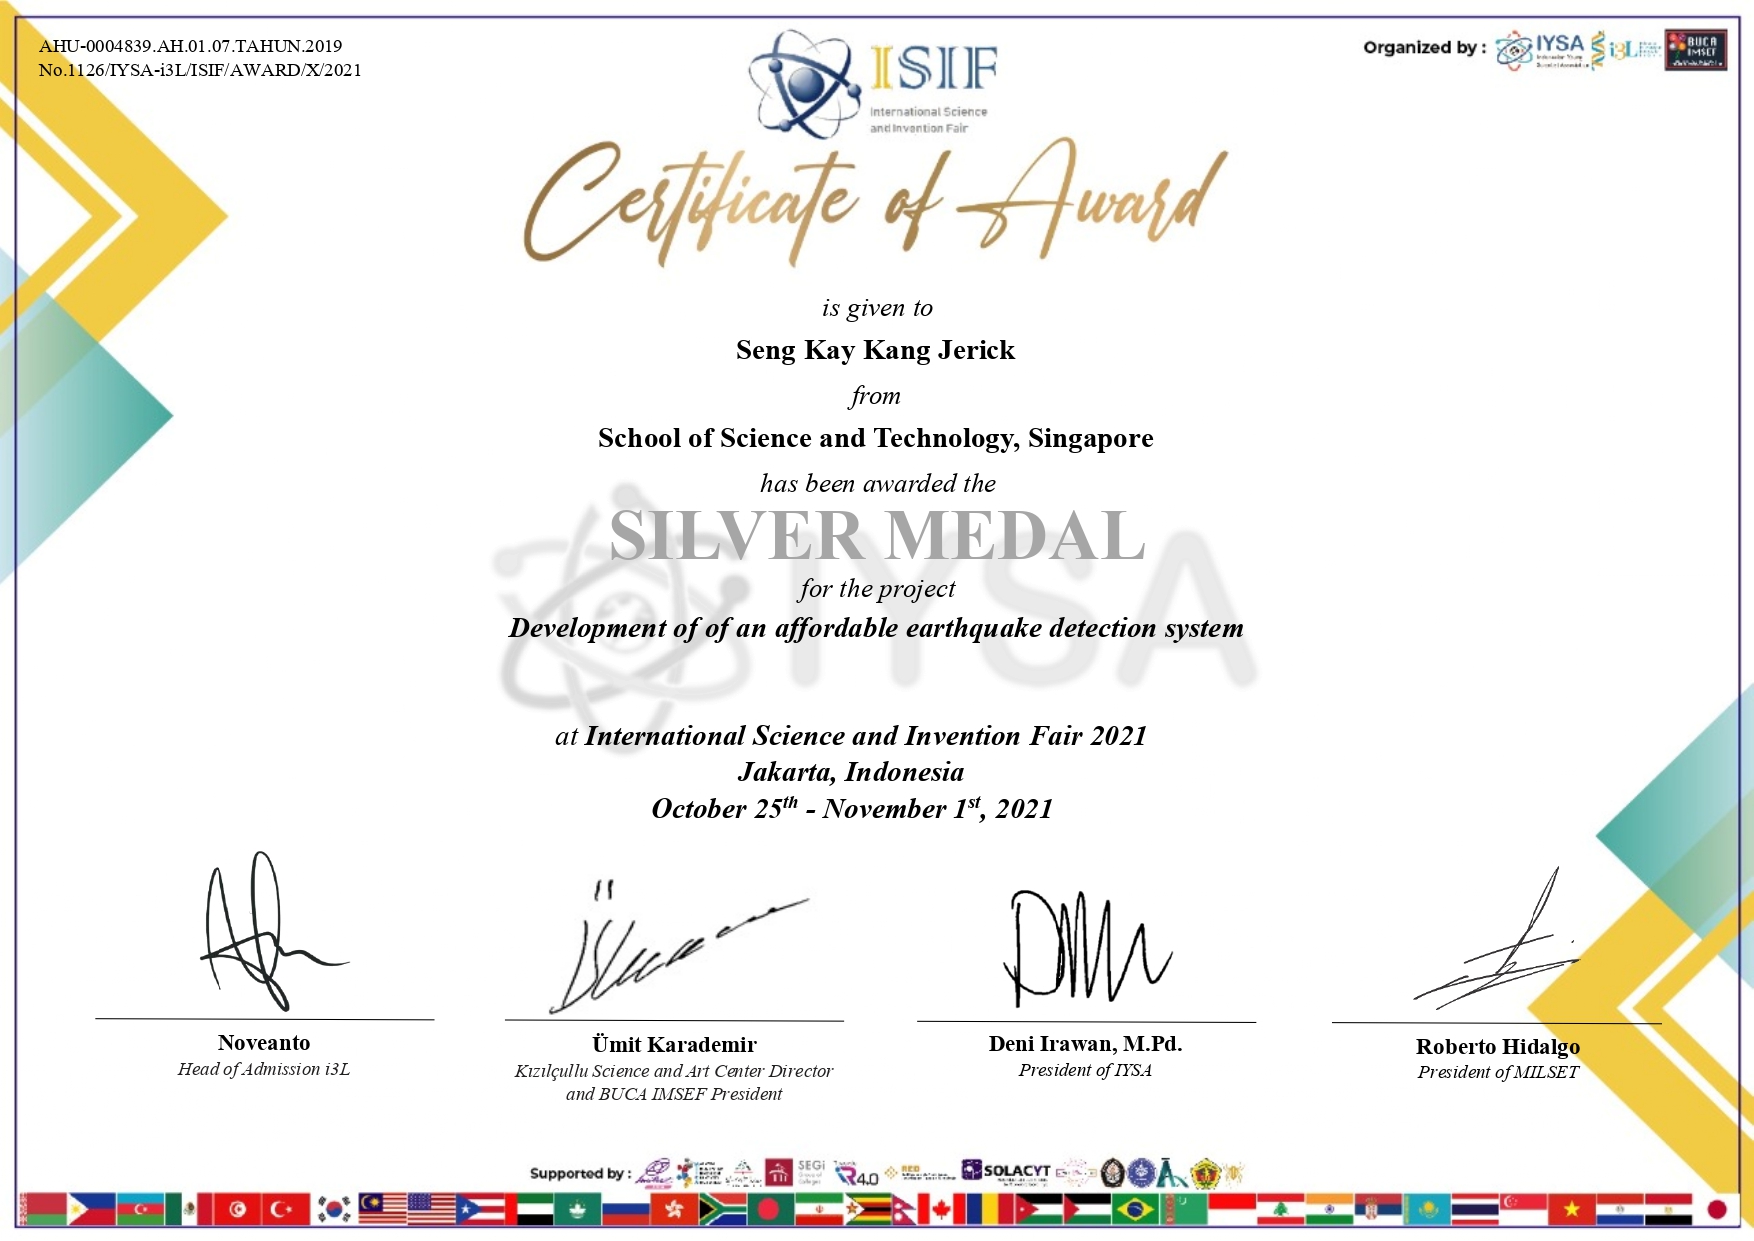 AHU-0004839.AH.01.07.TAHUN.2019
No.1126/IYSA-i3L/ISIF/AWARD/X/2021
ISIF
International Science
and Invention Fair
Organized by :
IYSA
i3L
BUCA
IMSEF
Certificate of Award
is given to
Seng Kay Kang Jerick
from
School of Science and Technology, Singapore
has been awarded the
SILVER MEDAL
IYSA
for the project
Development of of an affordable earthquake detection system
at International Science and Invention Fair 2021
Jakarta, Indonesia
October 25th - November 1st, 2021
Noveanto
Head of Admission i3L
Ümit Karademir
Kızılçullu Science and Art Center Director
and BUCA IMSEF President
Deni Irawan, M.Pd.
President of IYSA
Roberto Hidalgo
President of MILSET
Supported by :
SEGi
R4.0
RED
SOLACYT